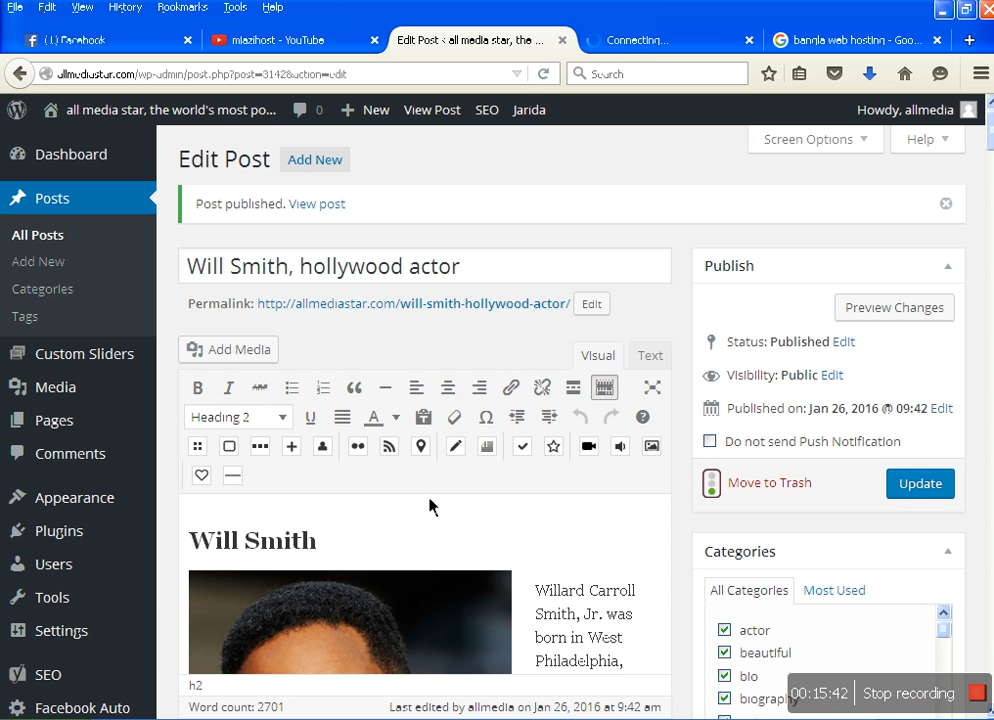 File Edit View History Bookmarks Tools Help
(1) Facebook
mlazihost - YouTube
Edit Post ‹ all media star, the ...
Connecting...
bangla web hosting - Goo...
allmediastar.com/wp-admin/post.php?post=3142&action=edit
Search
all media star, the world's most po...
0
New
View Post
SEO
Jarida
Howdy, allmedia
Dashboard
Posts
All Posts
Add New
Categories
Tags
Custom Sliders
Media
Pages
Comments
Appearance
Plugins
Users
Tools
Settings
SEO
Facebook Auto
Screen Options
Help
Edit Post
Add New
Post published. View post
Will Smith, hollywood actor
Permalink: http://allmediastar.com/will-smith-hollywood-actor/
Edit
Add Media
Visual
Text
Heading 2
Will Smith
Willard Carroll
Smith, Jr. was
born in West
Philadelphia,
h2
Word count: 2701
Last edited by allmedia on Jan 26, 2016 at 9:42 am
Publish
Preview Changes
Status: Published Edit
Visibility: Public Edit
Published on: Jan 26, 2016 @ 09:42 Edit
Do not send Push Notification
Move to Trash
Update
Categories
All Categories
Most Used
actor
beautiful
bio
biography
00:15:42
Stop recording